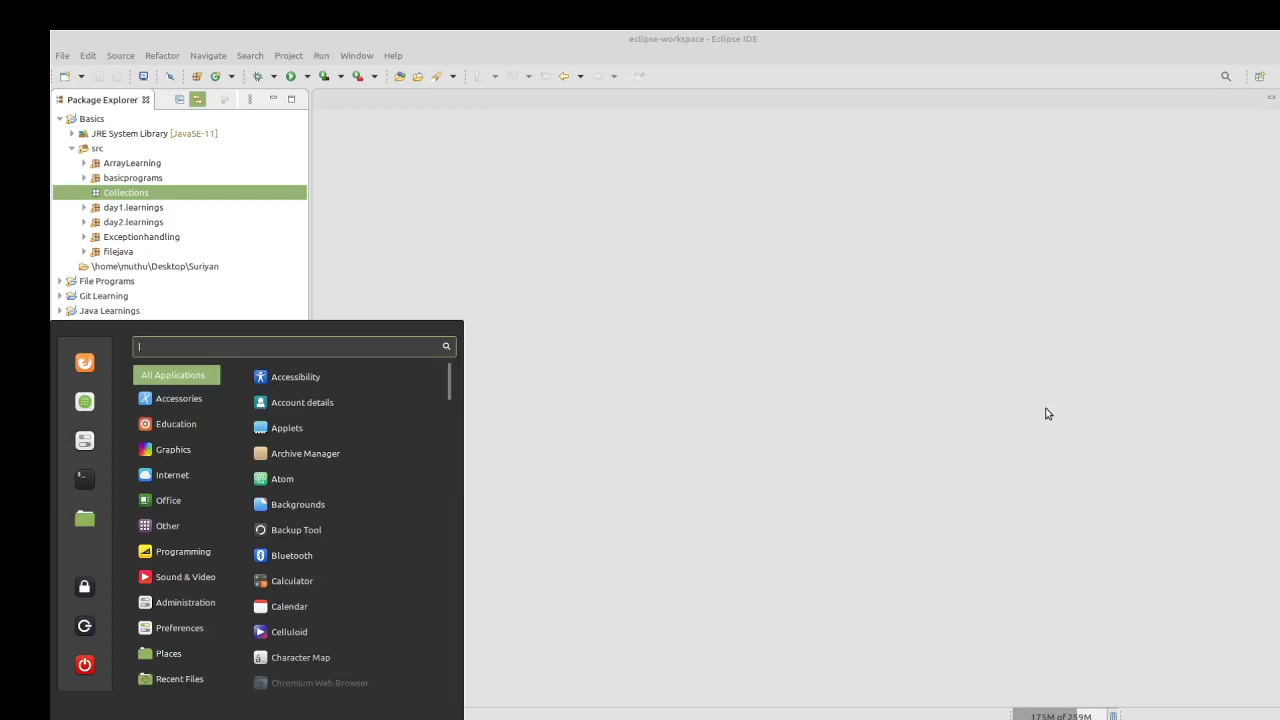 eclipse-workspace - Eclipse IDE
File Edit Source Refactor Navigate Search Project Run Window Help
Package Explorer
Basics
JRE System Library [JavaSE-11]
src
ArrayLearning
basicprograms
Collections
day1.learnings
day2.learnings
Exceptionhandling
filejava
\home\muthu\Desktop\Suriyan
File Programs
Git Learning
Java Learnings
All Applications
Accessories
Education
Graphics
Internet
Office
Other
Programming
Sound & Video
Administration
Preferences
Places
Recent Files
Accessibility
Account details
Applets
Archive Manager
Atom
Backgrounds
Backup Tool
Bluetooth
Calculator
Calendar
Celluloid
Character Map
Chromium Web Browser
175M of 259M